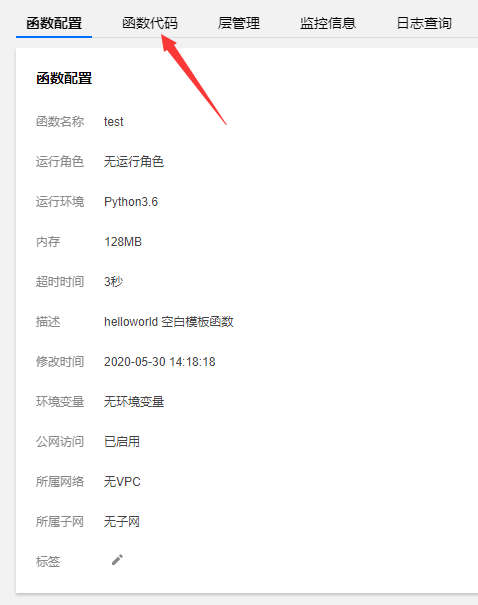 函数配置 函数代码 层管理 监控信息 日志查询
函数配置
函数名称 test
运行角色 无运行角色
运行环境 Python3.6
内存 128MB
超时时间 3秒
描述 helloworld 空白模板函数
修改时间 2020-05-30 14:18:18
环境变量 无环境变量
公网访问 已启用
所属网络 无VPC
所属子网 无子网
标签